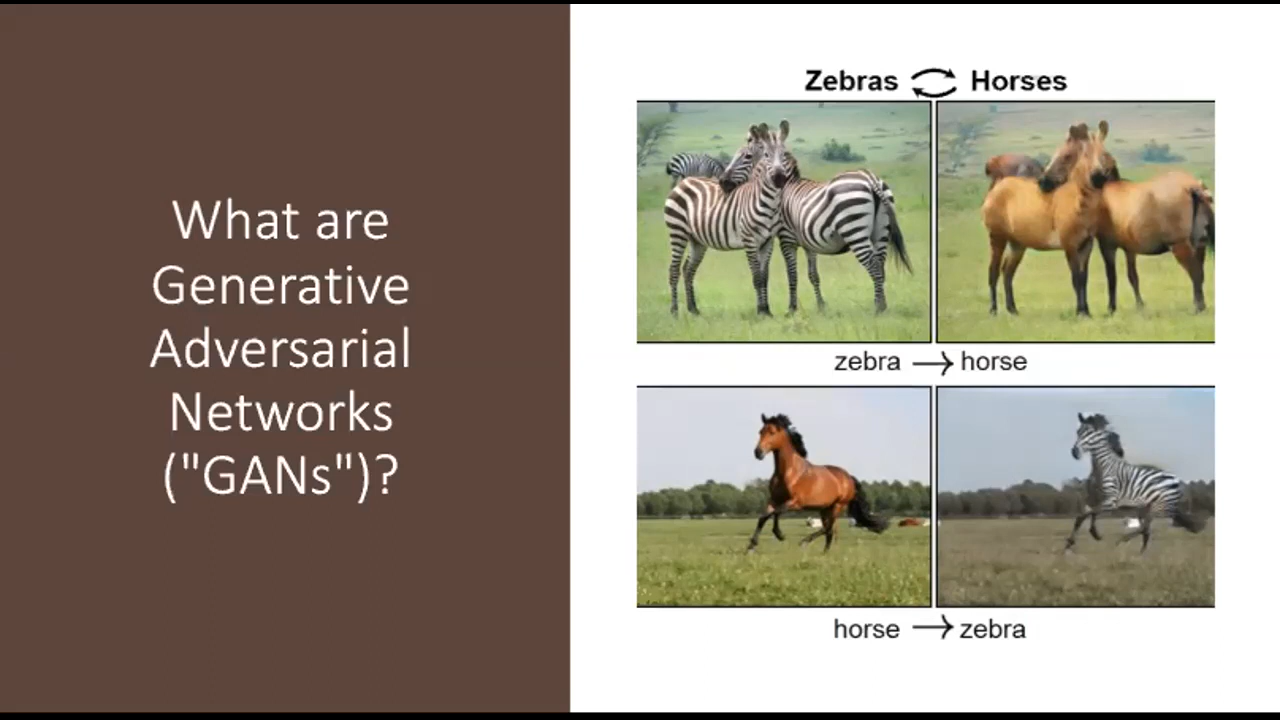 What are
Generative
Adversarial
Networks
("GANs")?
Zebras Horses
zebra → horse
horse → zebra